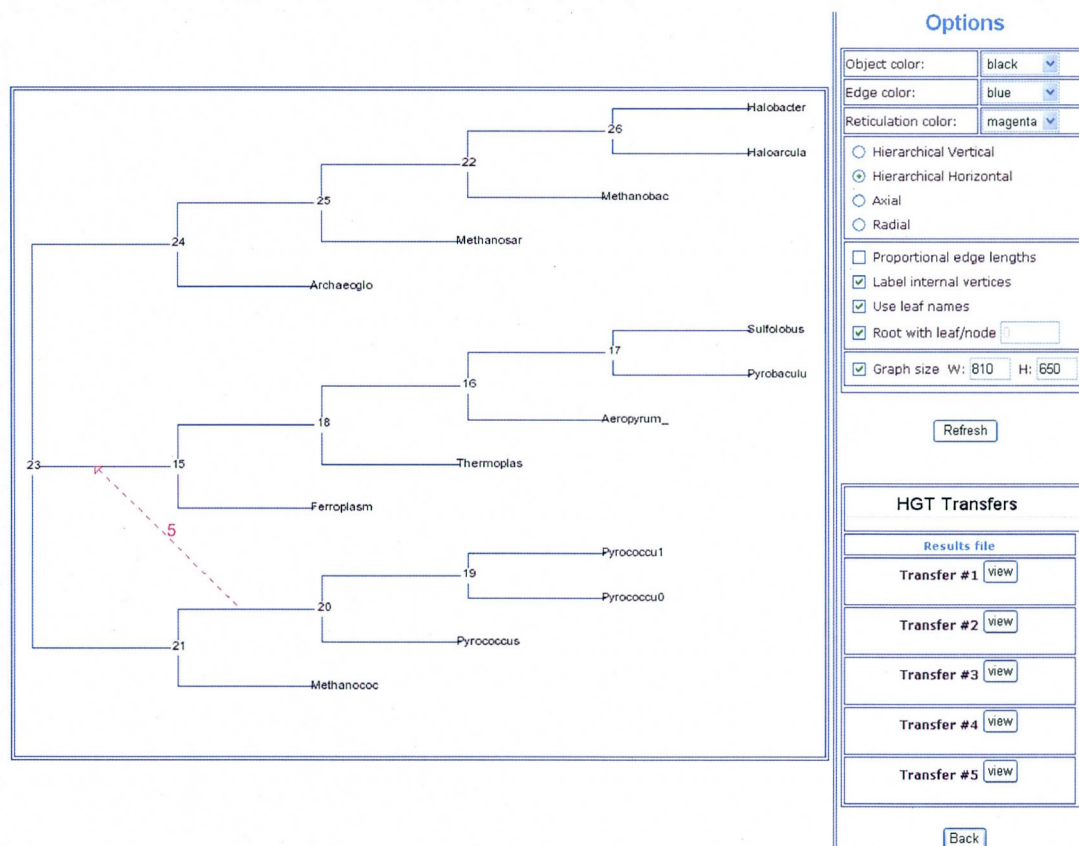 Halobacter
26
Haloarcula
22
Methanobac
25
Methanosar
24
Archaeoglo
Sulfolobus
17
Pyrobaculu
16
Aeropyrum_
18
Thermoplas
23
15
Ferroplasm
5
Pyrococcu1
19
Pyrococcu0
20
Pyrococcus
21
Methanococ
Options
Object color: black
Edge color: blue
Reticulation color: magenta
Hierarchical Vertical
Hierarchical Horizontal
Axial
Radial
Proportional edge lengths
Label internal vertices
Use leaf names
Root with leaf/node 0
Graph size W: 810 H: 650
Refresh
HGT Transfers
Results file
Transfer #1 view
Transfer #2 view
Transfer #3 view
Transfer #4 view
Transfer #5 view
Back